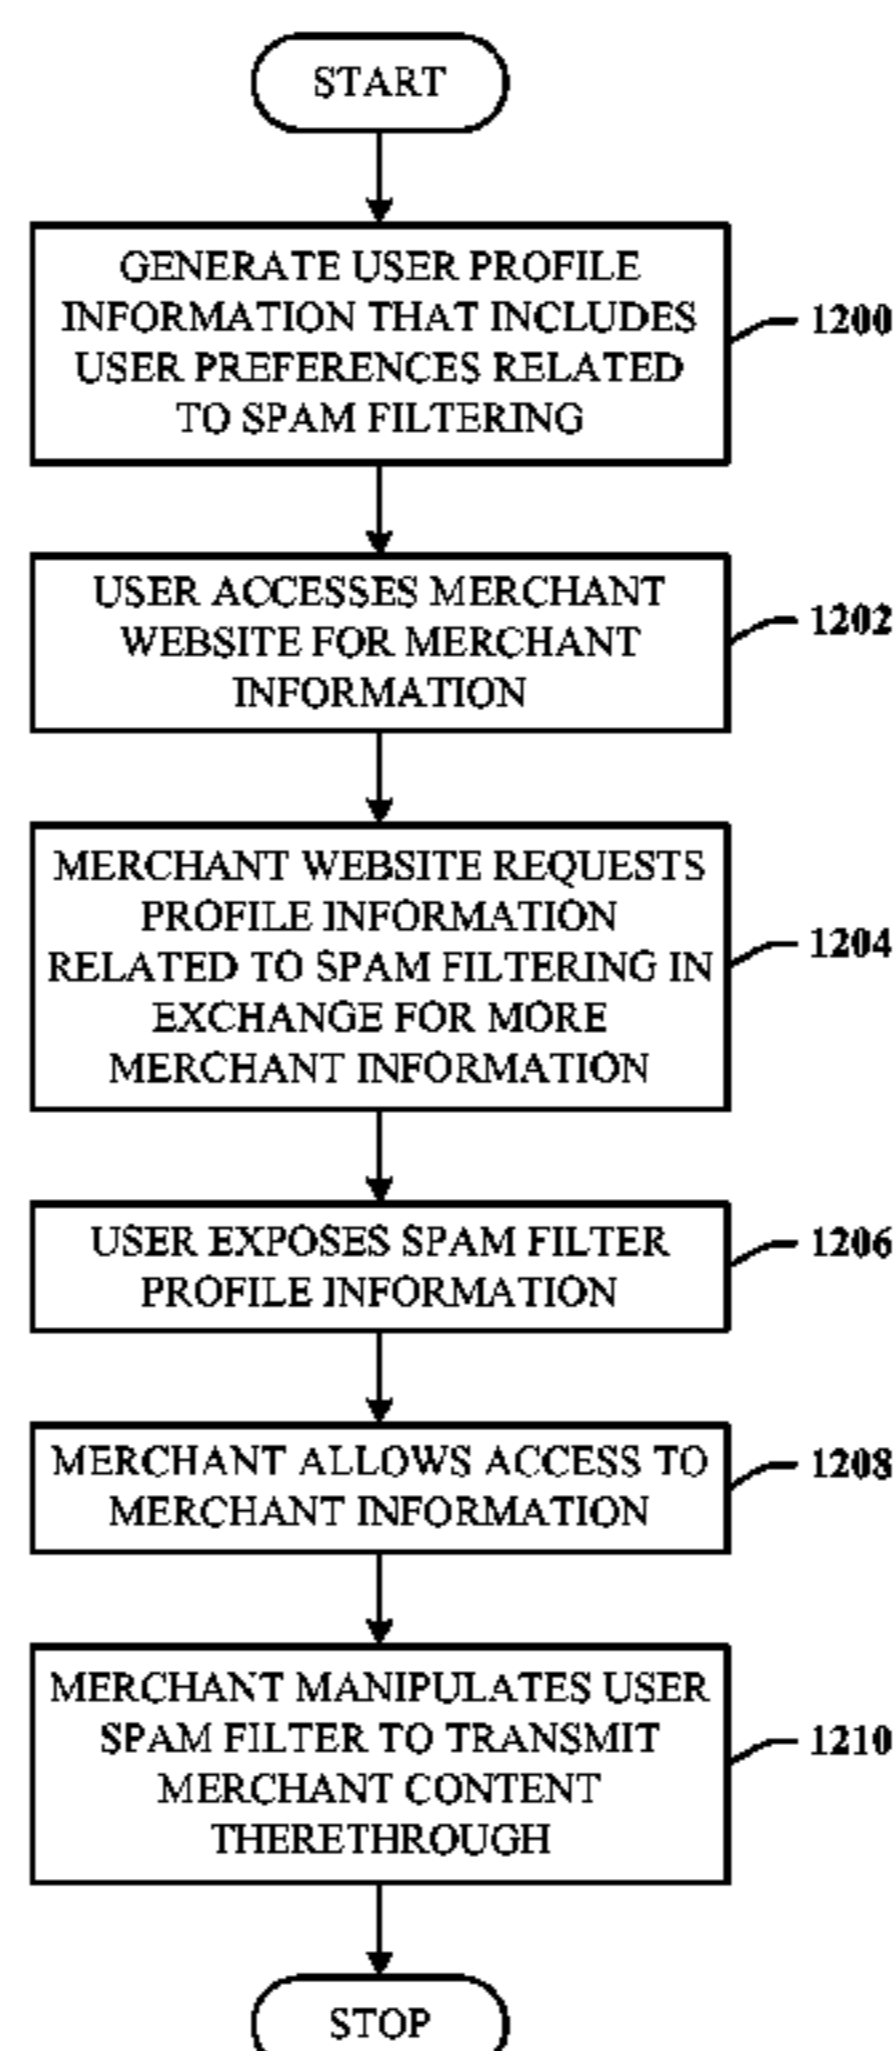 START
GENERATE USER PROFILE
INFORMATION THAT INCLUDES
USER PREFERENCES RELATED
TO SPAM FILTERING
1200
USER ACCESSES MERCHANT
WEBSITE FOR MERCHANT
INFORMATION
1202
MERCHANT WEBSITE REQUESTS
PROFILE INFORMATION
RELATED TO SPAM FILTERING IN
EXCHANGE FOR MORE
MERCHANT INFORMATION
1204
USER EXPOSES SPAM FILTER
PROFILE INFORMATION
1206
MERCHANT ALLOWS ACCESS TO
MERCHANT INFORMATION
1208
MERCHANT MANIPULATES USER
SPAM FILTER TO TRANSMIT
MERCHANT CONTENT
THERETHROUGH
1210
STOP